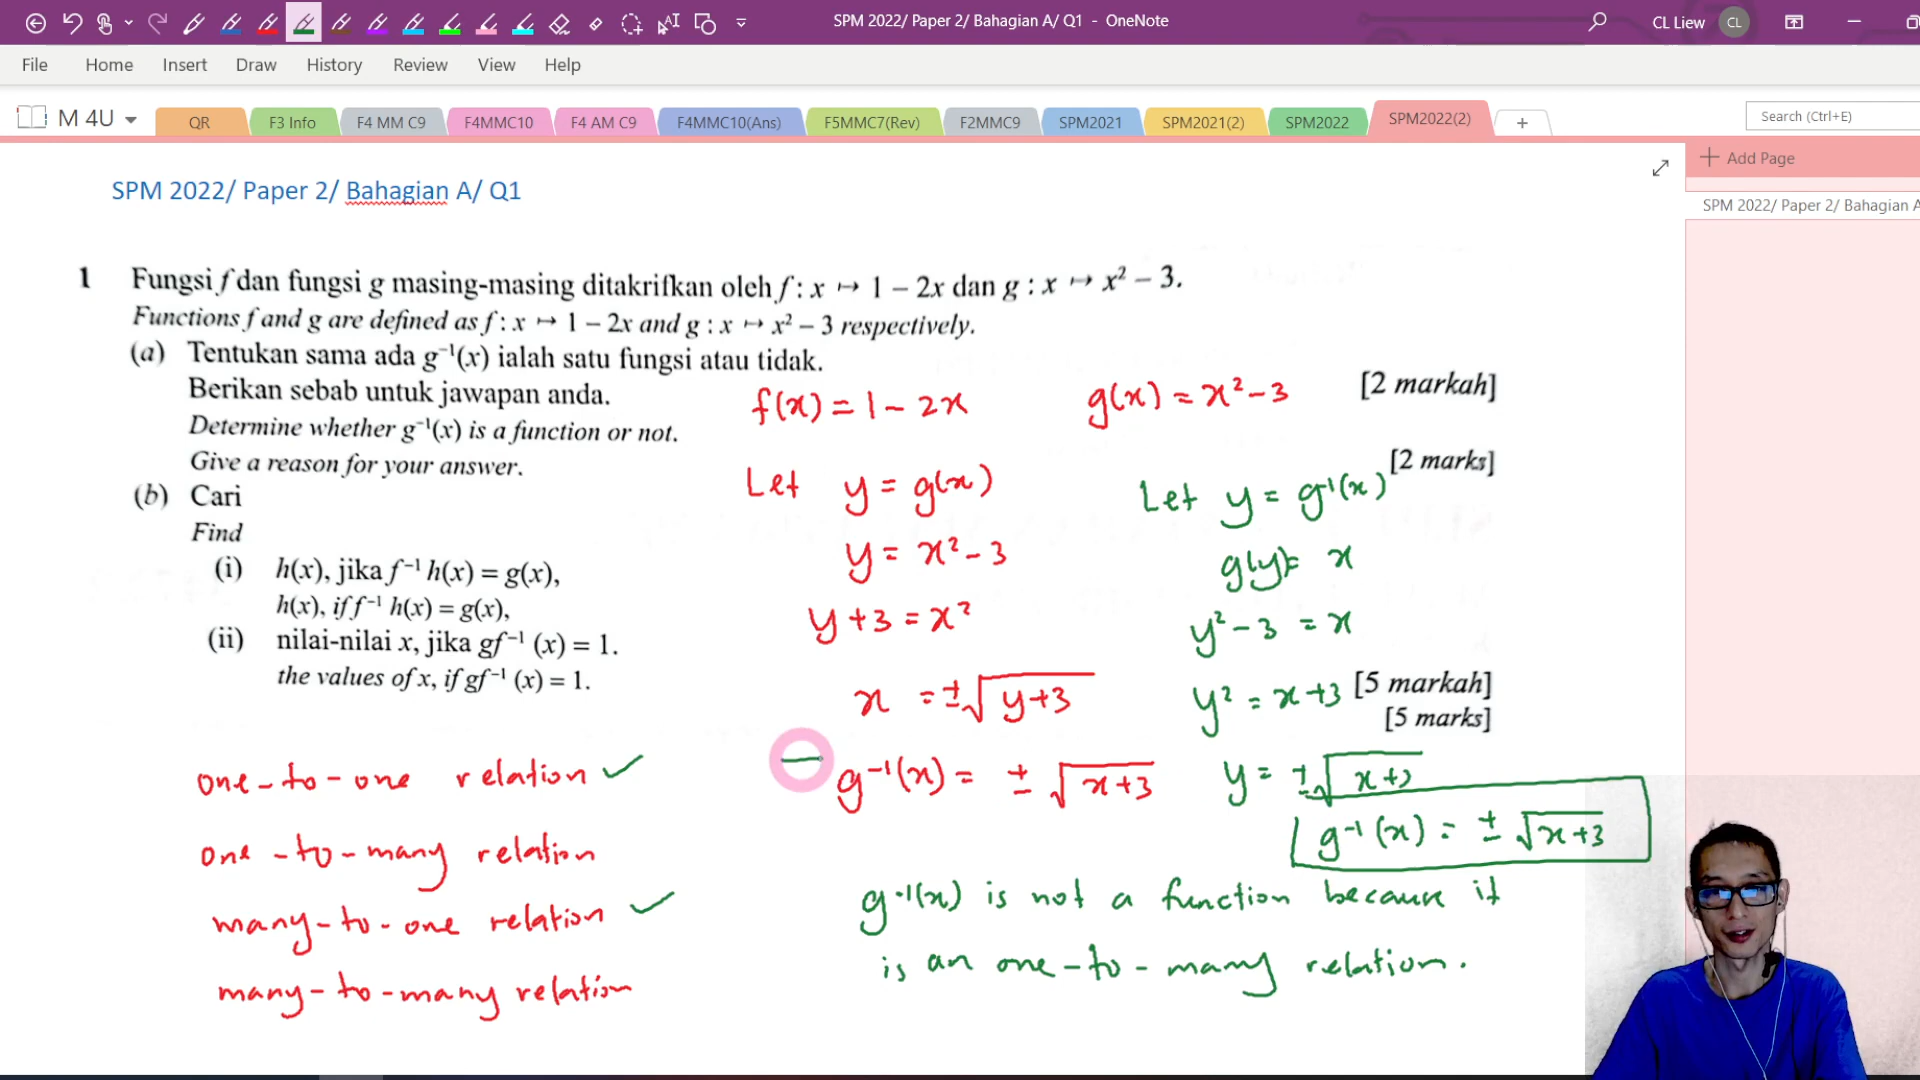 SPM 2022/ Paper 2/ Bahagian A/ Q1 - OneNote
CL Liew
CL
File Home Insert Draw History Review View Help
M 4U
QR
F3 Info
F4 MM C9
F4MMC10
F4 AM C9
F4MMC10(Ans)
F5MMC7(Rev)
F2MMC9
SPM2021
SPM2021(2)
SPM2022
SPM2022(2)
+
Search (Ctrl+E)
Add Page
SPM 2022/ Paper 2/ Bahagian A
SPM 2022/ Paper 2/ Bahagian A/ Q1
1 Fungsi f dan fungsi g masing-masing ditakrifkan oleh f : x ↦ 1 – 2x dan g : x ↦ x² – 3.
Functions f and g are defined as f : x ↦ 1 – 2x and g : x ↦ x² – 3 respectively.
(a) Tentukan sama ada g⁻¹(x) ialah satu fungsi atau tidak.
Berikan sebab untuk jawapan anda.
[2 markah]
Determine whether g⁻¹(x) is a function or not.
Give a reason for your answer.
[2 marks]
(b) Cari
Find
(i) h(x), jika f⁻¹ h(x) = g(x),
h(x), if f⁻¹ h(x) = g(x),
(ii) nilai-nilai x, jika gf⁻¹ (x) = 1.
the values of x, if gf⁻¹ (x) = 1.
[5 markah]
[5 marks]
f(x) = 1 - 2x
g(x) = x² - 3
Let y = g(x)
y = x² - 3
y + 3 = x²
x = ±√y+3
g⁻¹(x) = ± √x+3
Let y = g⁻¹(x)
g(y) = x
y² - 3 = x
y² = x+3
y = ±√x+3
g⁻¹(x) = ± √x+3
one-to-one relation ✓
one-to-many relation
many-to-one relation ✓
many-to-many relation
g⁻¹(x) is not a function because it
is an one-to-many relation.